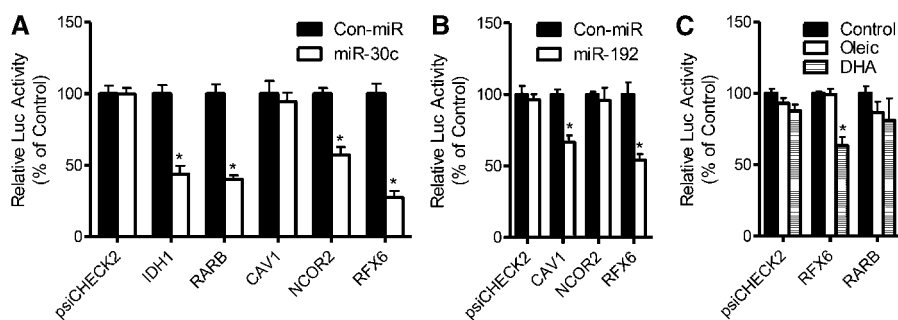 A
Relative Luc Activity
(% of Control)
150
100
50
0
Con-miR
miR-30c
*
*
*
*
psiCHECK2
IDH1
RARB
CAV1
NCOR2
RFX6
B
Relative Luc Activity
(% of Control)
150
100
50
0
Con-miR
miR-192
*
*
psiCHECK2
CAV1
NCOR2
RFX6
C
Relative Luc Activity
(% of Control)
150
100
50
0
Control
Oleic
DHA
*
psiCHECK2
RFX6
RARB